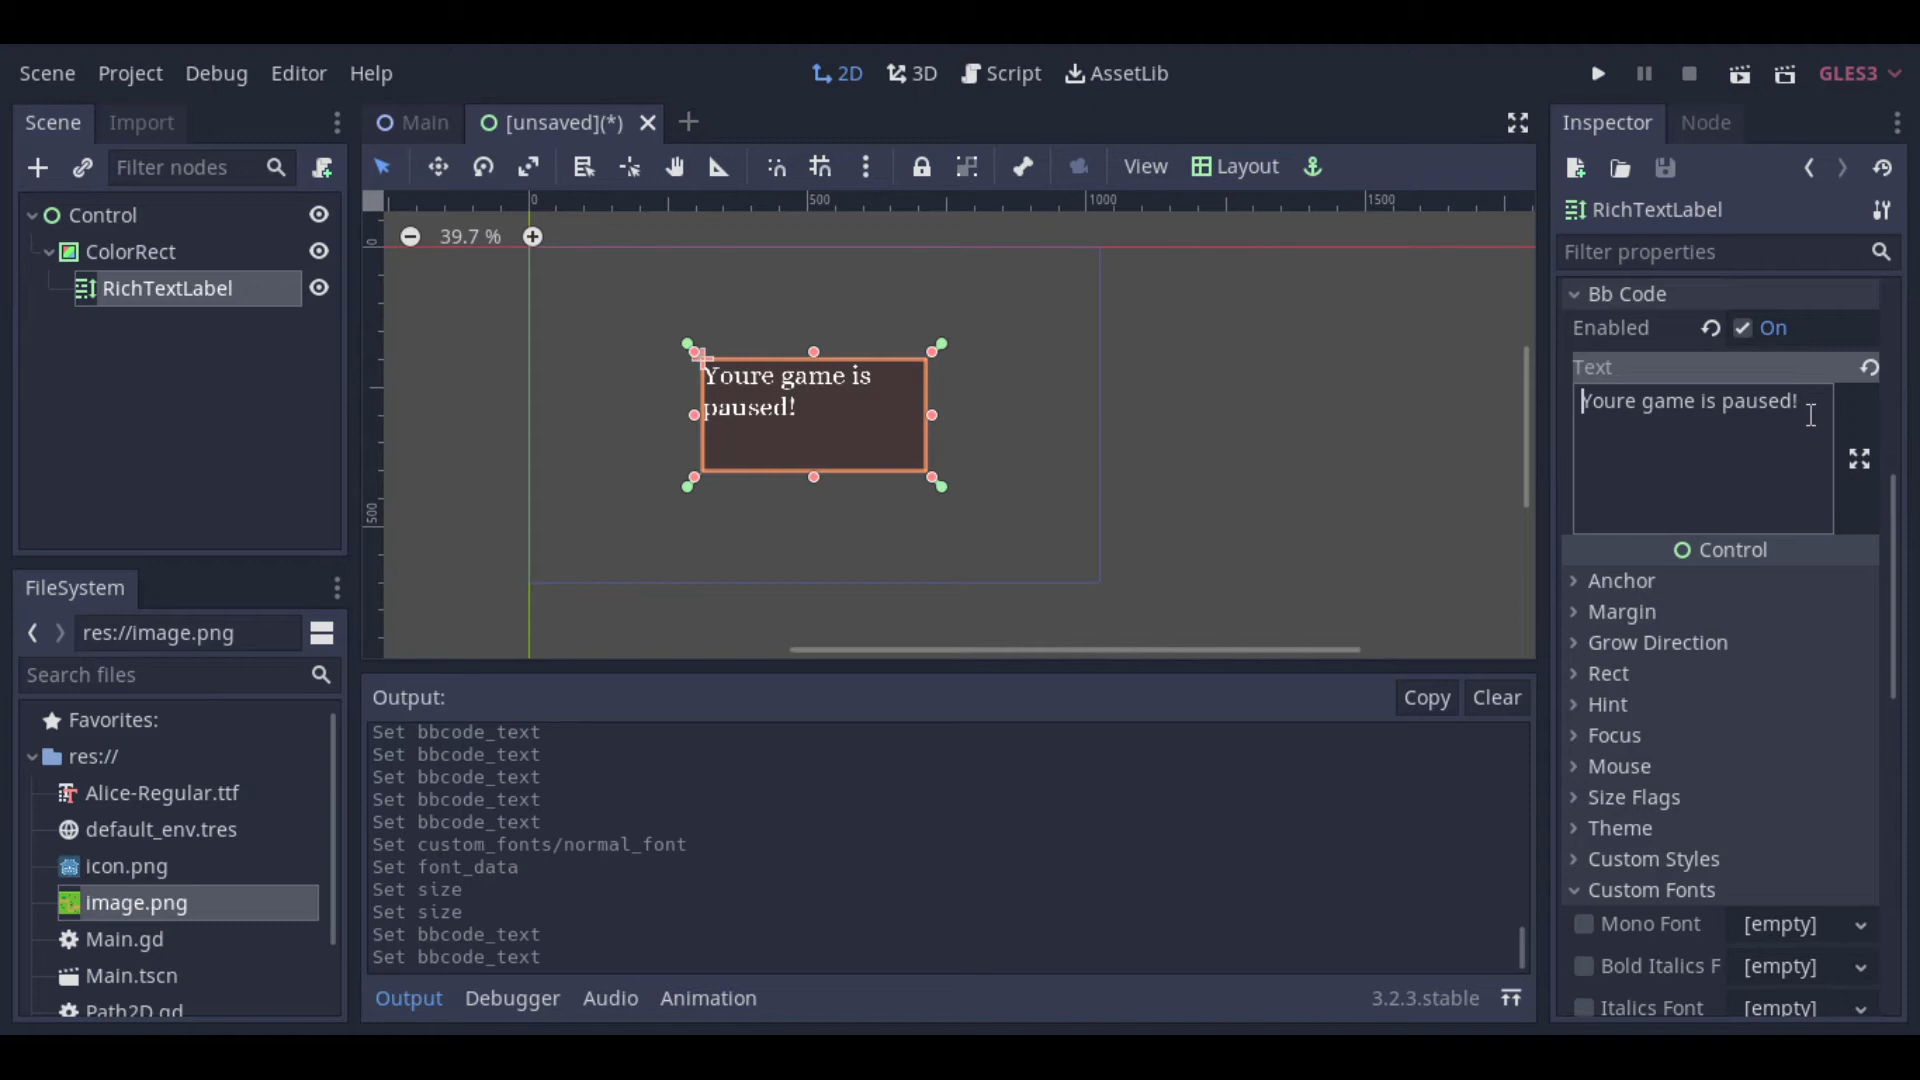 Scene Project Debug Editor Help 2D 3D Script AssetLib GLES3
Scene Import
Filter nodes
Control
ColorRect
RichTextLabel
FileSystem
res://image.png
Search files
Favorites:
res://
Alice-Regular.ttf
default_env.tres
icon.png
image.png
Main.gd
Main.tscn
Path2D.gd
Main [unsaved](*)
View Layout
0 500 1000 1500
0
500
39.7 %
Youre game is
paused!
Output: Copy Clear
Set bbcode_text
Set bbcode_text
Set bbcode_text
Set bbcode_text
Set bbcode_text
Set custom_fonts/normal_font
Set font_data
Set size
Set size
Set bbcode_text
Set bbcode_text
Output Debugger Audio Animation 3.2.3.stable
Inspector Node
RichTextLabel
Filter properties
Bb Code
Enabled On
Text
Youre game is paused!
Control
Anchor
Margin
Grow Direction
Rect
Hint
Focus
Mouse
Size Flags
Theme
Custom Styles
Custom Fonts
Mono Font [empty]
Bold Italics F [empty]
Italics Font [empty]